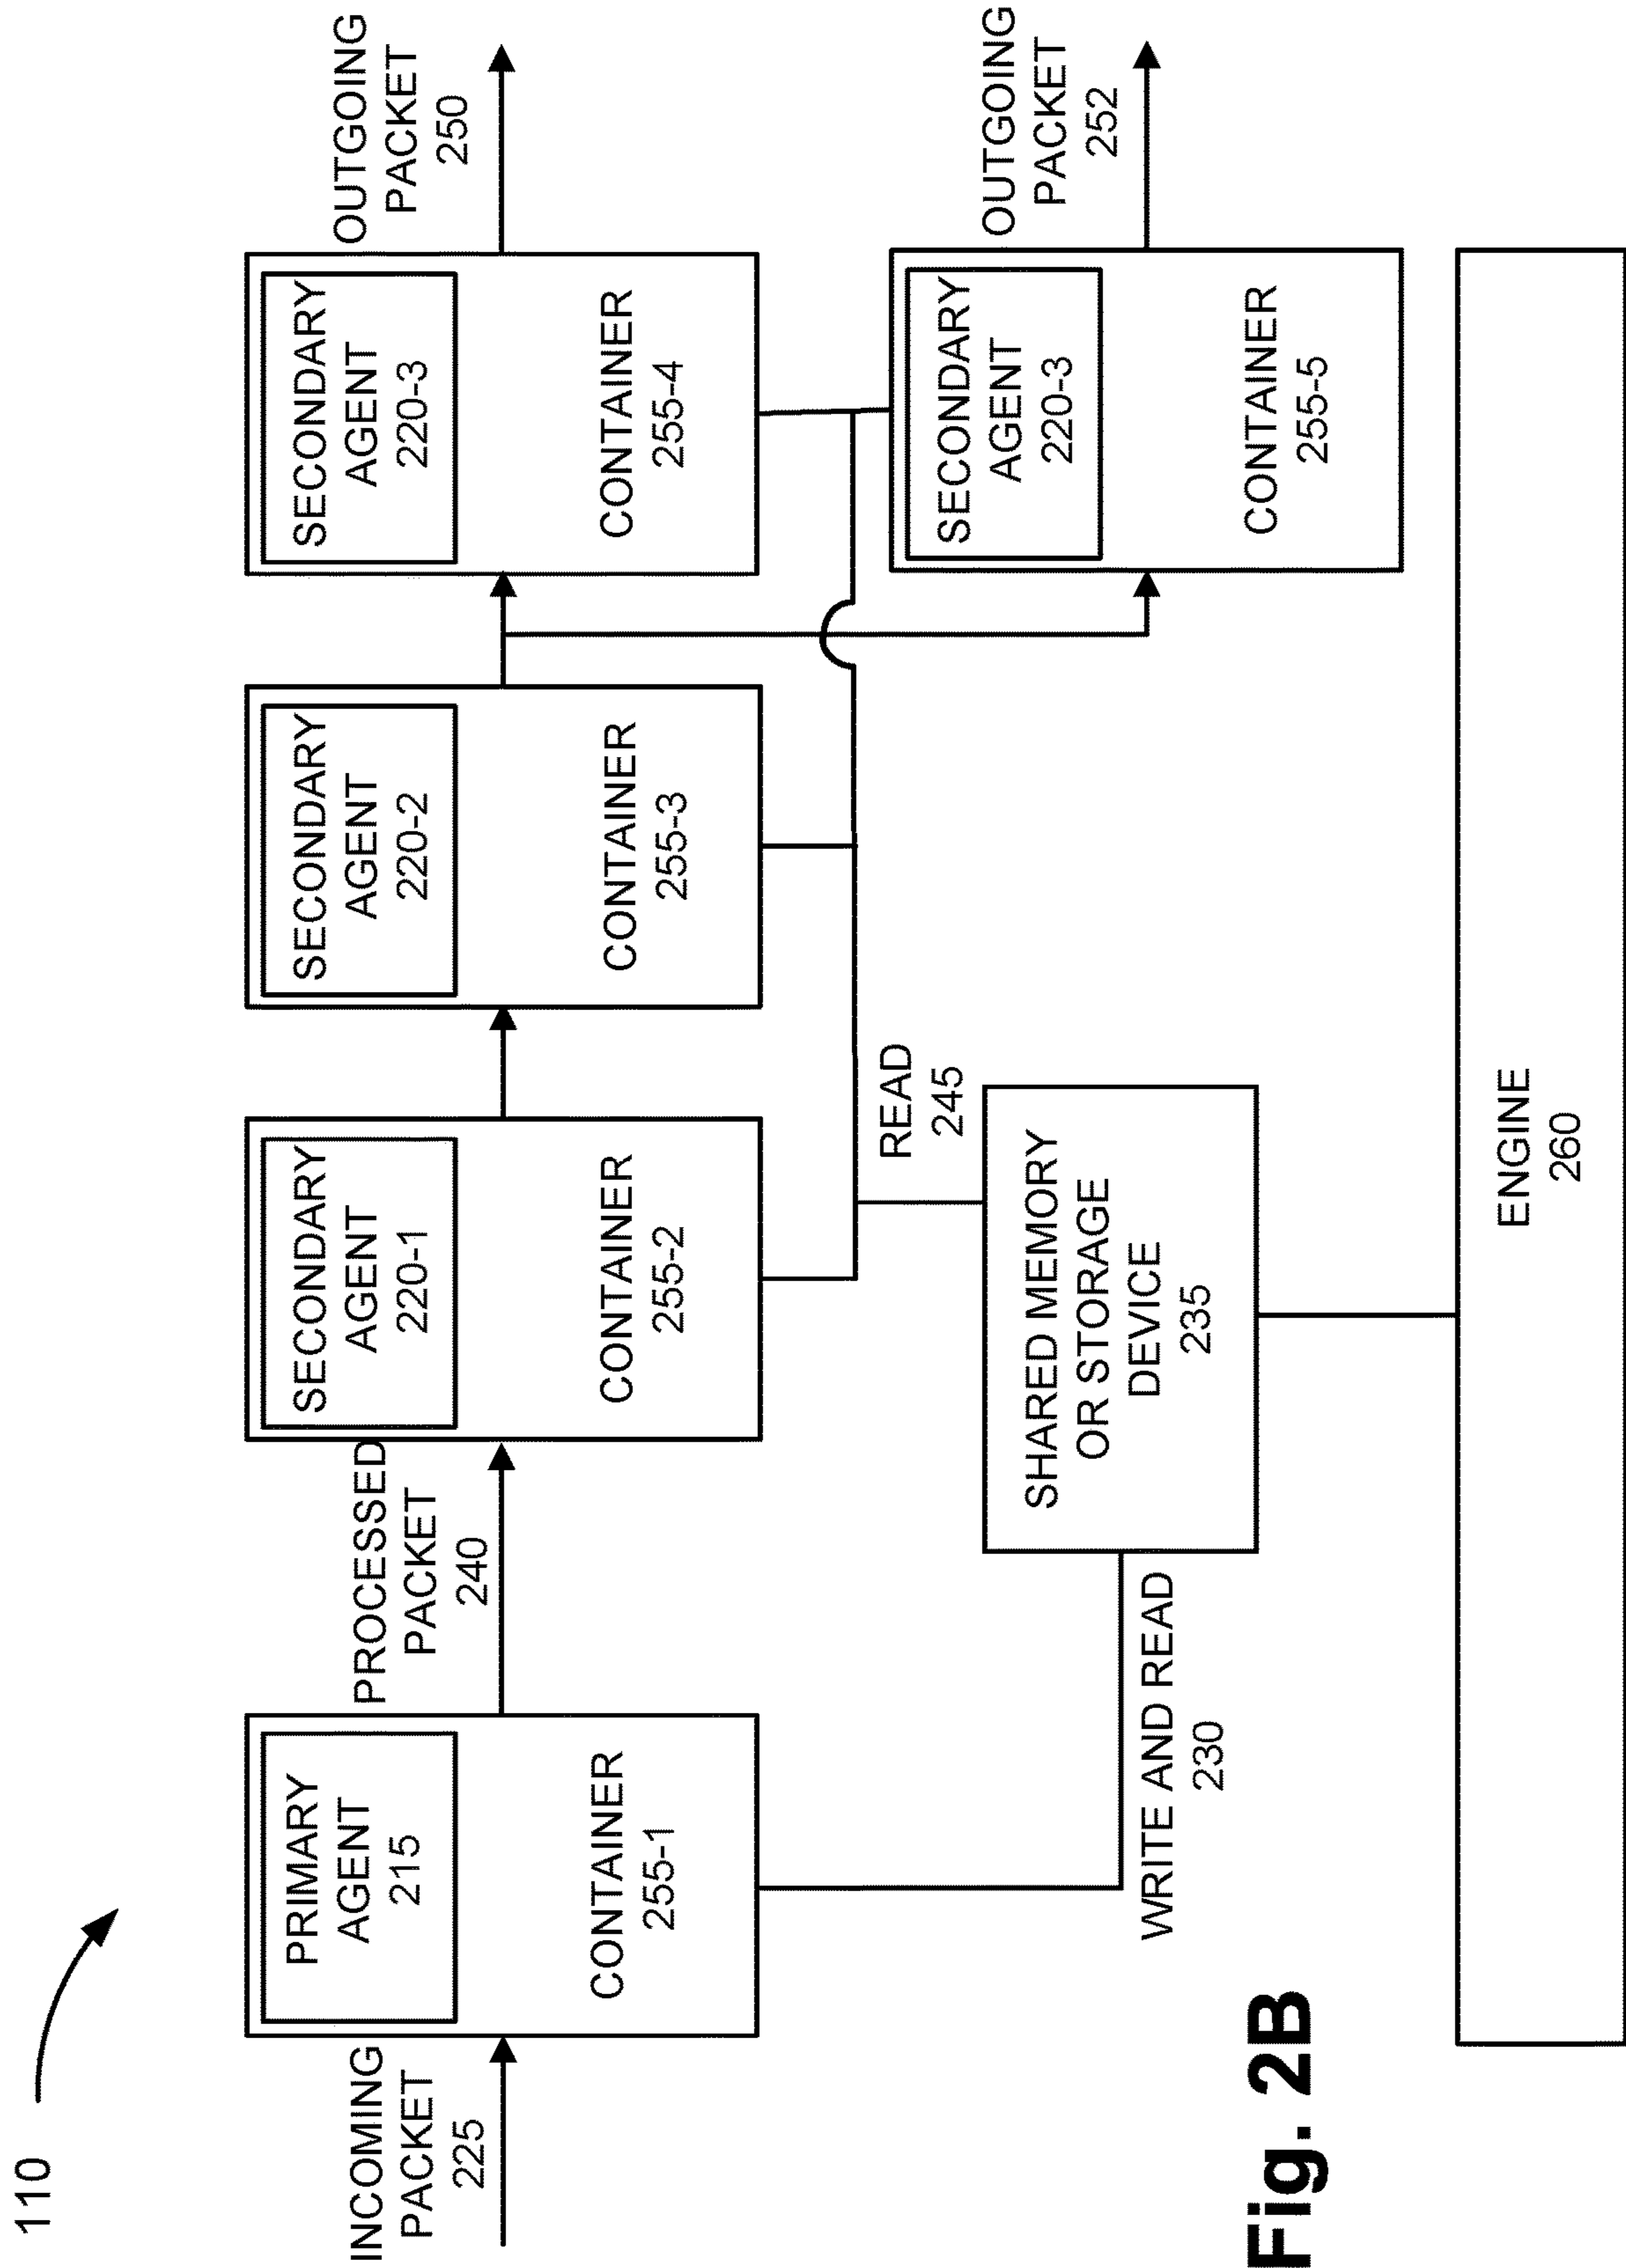 110
INCOMING
PACKET
225
PRIMARY
AGENT
215
CONTAINER
255-1
PROCESSED
PACKET
240
SECONDARY
AGENT
220-1
CONTAINER
255-2
SECONDARY
AGENT
220-2
CONTAINER
255-3
SECONDARY
AGENT
220-3
CONTAINER
255-4
OUTGOING
PACKET
250
SECONDARY
AGENT
220-3
CONTAINER
255-5
OUTGOING
PACKET
252
READ
245
SHARED MEMORY
OR STORAGE
DEVICE
235
WRITE AND READ
230
ENGINE
260
Fig. 2B